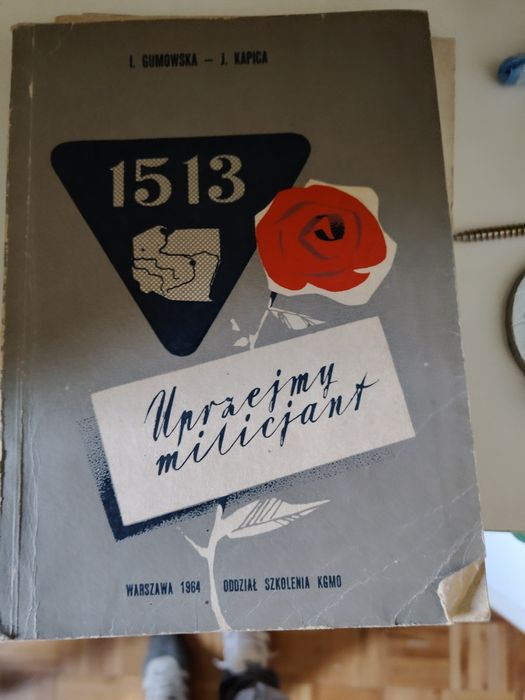 I. GUMOWSKA — J. KAPICA
1513
Uprzejmy
milicjant
WARSZAWA 1964 ODDZIAŁ SZKOLENIA KGMO